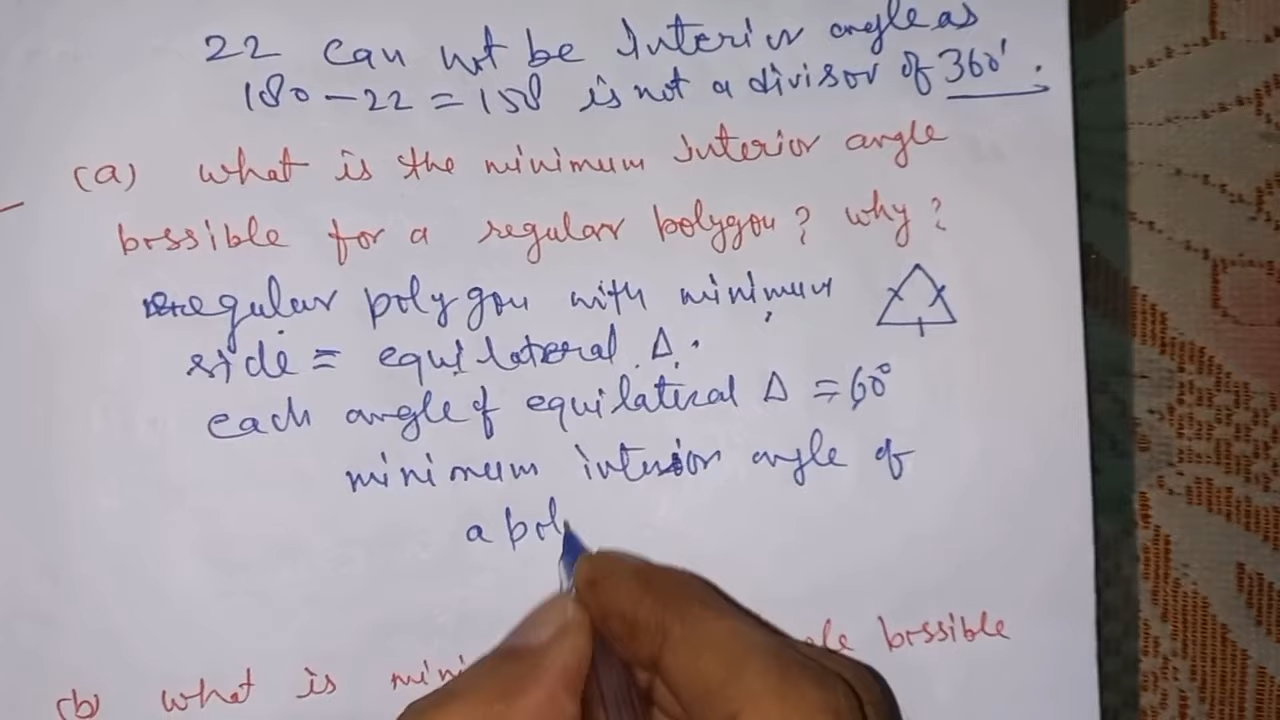 22 can not be Interior angle as
180 - 22 = 158 is not a divisor of 360°.
(a) what is the minimum Interior angle
possible for a regular polygon? why?
regular polygon with minimum
side = equilateral Δ.
each angle of equilateral Δ = 60°
minimum interior angle of
a pol
(b) what is mini possible